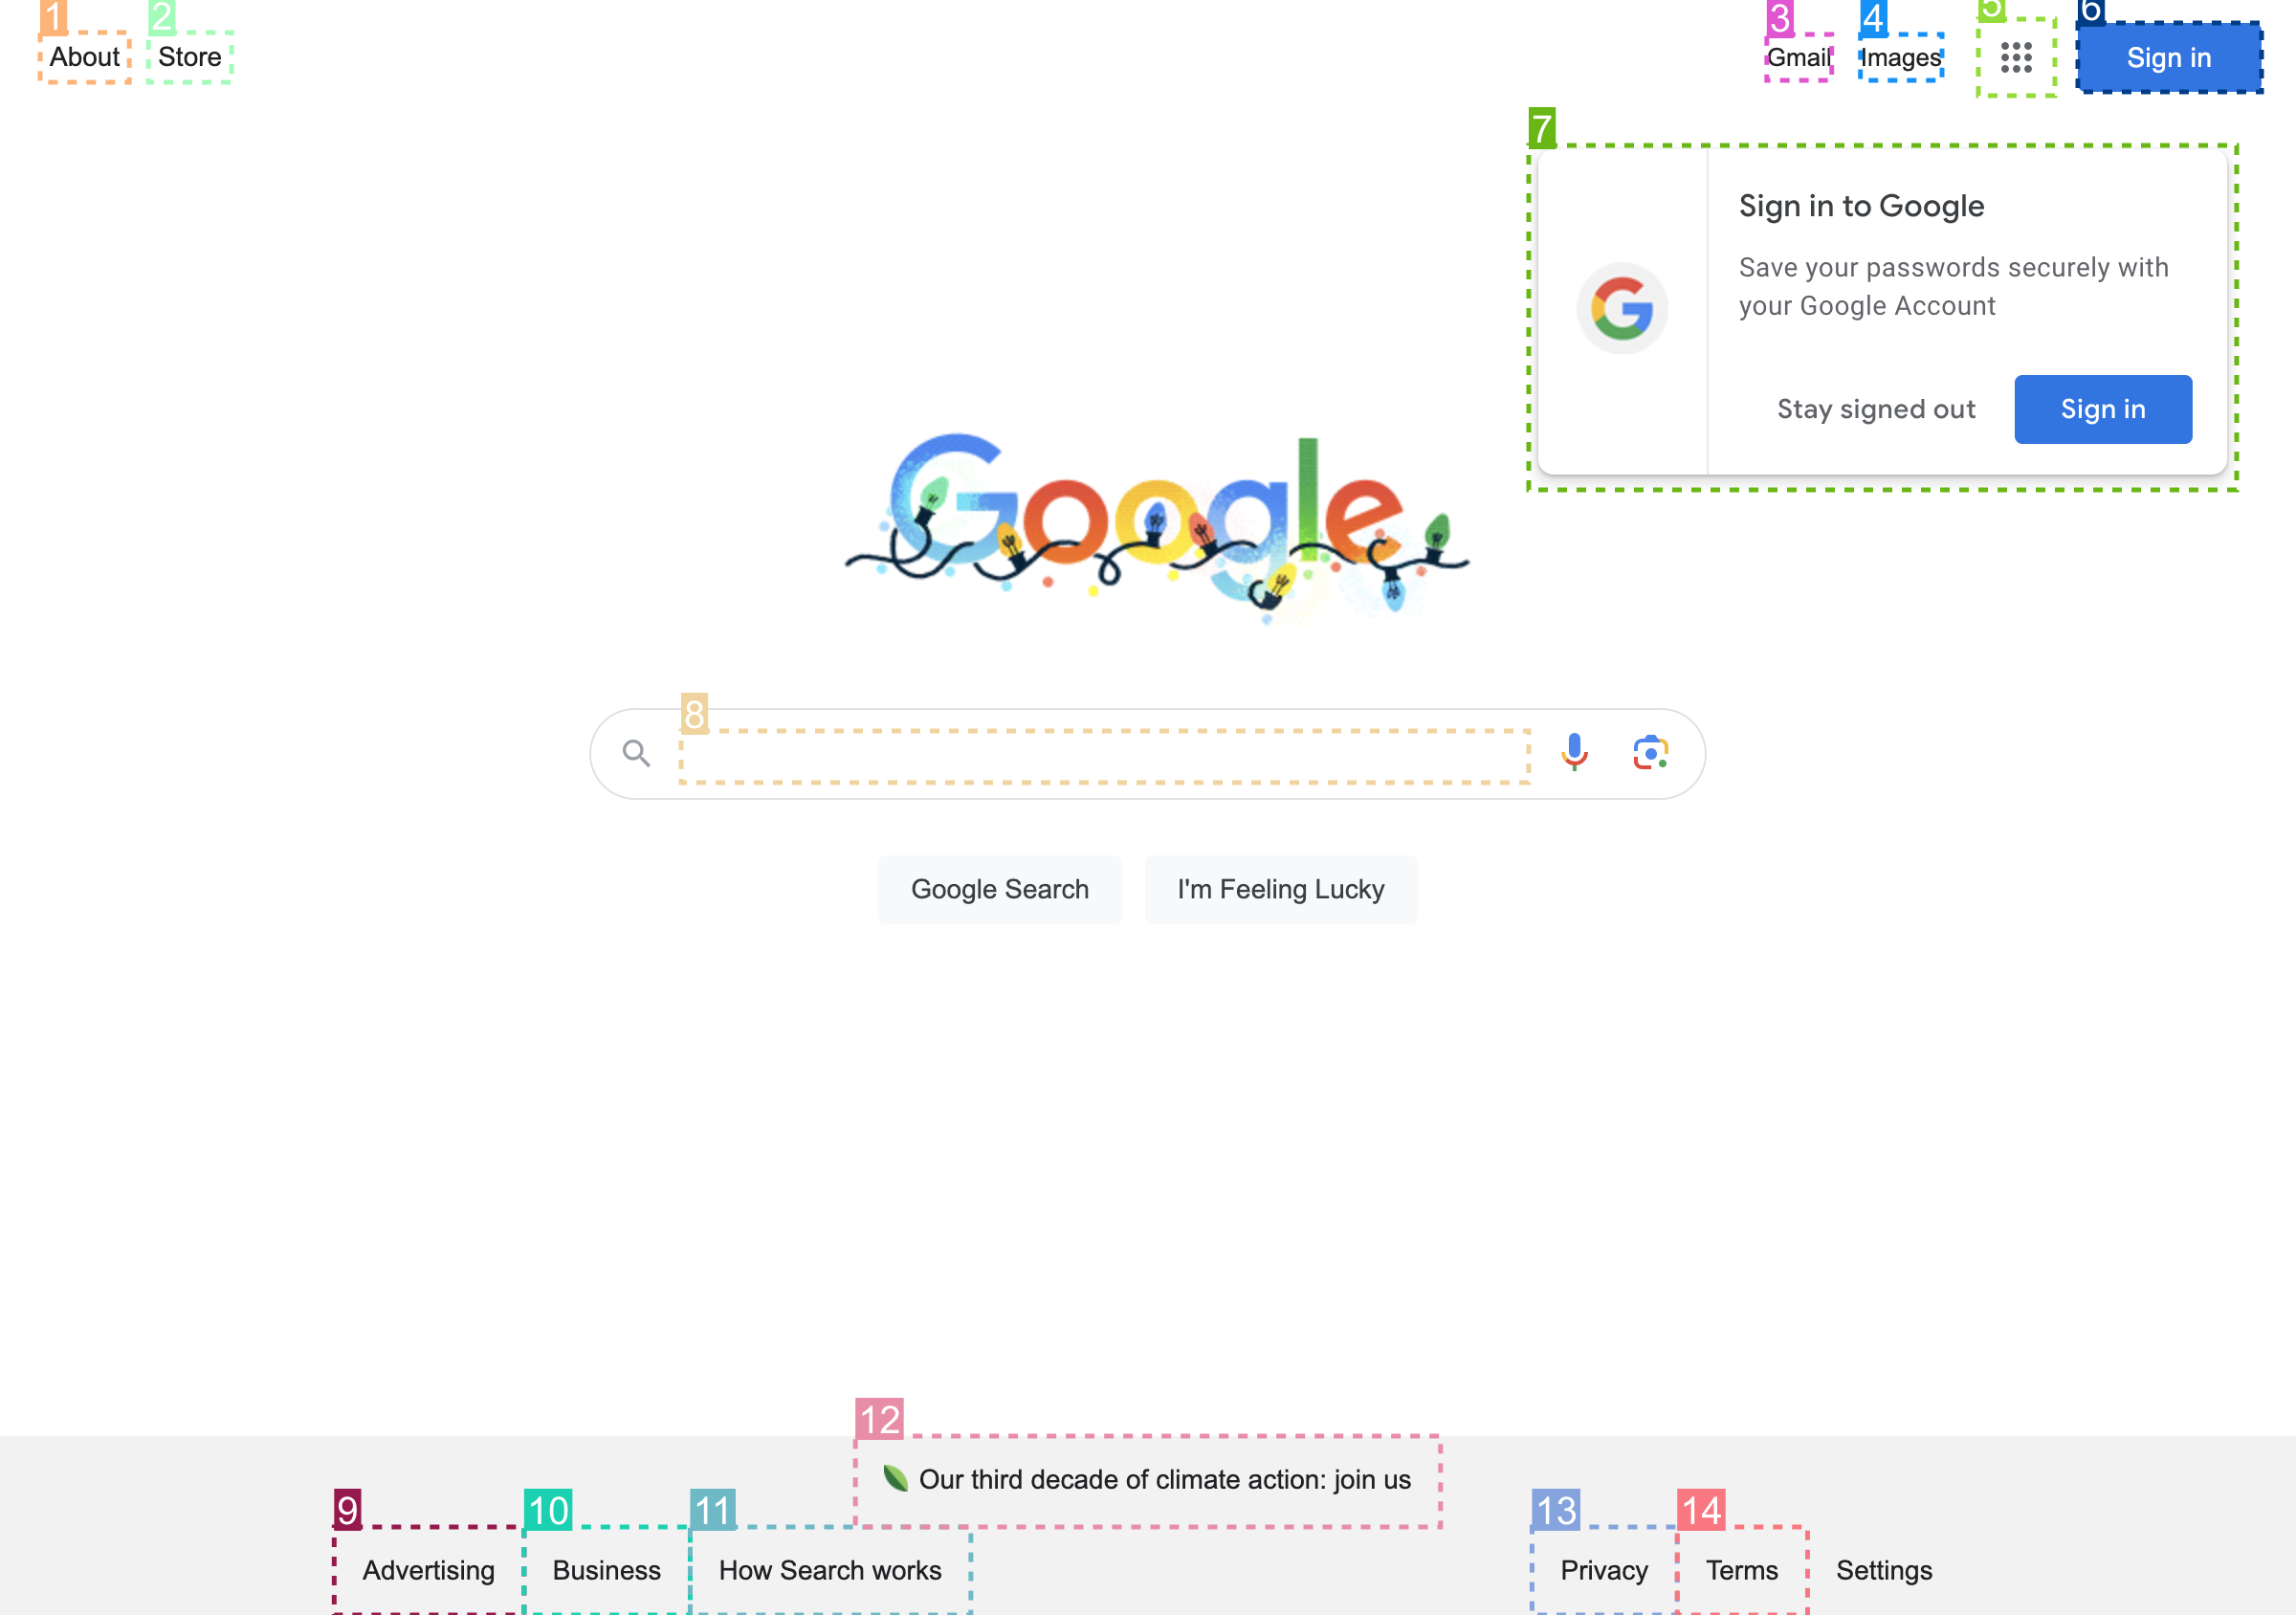 1 2 3 4 5 6
About Store Gmail Images Sign in
7
Sign in to Google
Save your passwords securely with
your Google Account
Stay signed out Sign in
Google
8
Google Search I'm Feeling Lucky
12
Our third decade of climate action: join us
9 10 11 13 14
Advertising Business How Search works Privacy Terms Settings